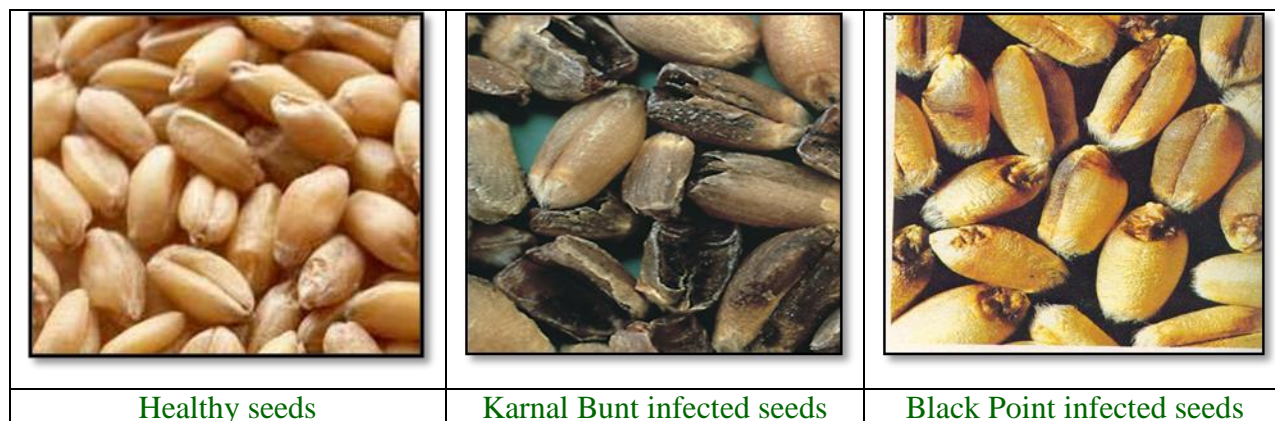 Healthy seeds
Karnal Bunt infected seeds
Black Point infected seeds